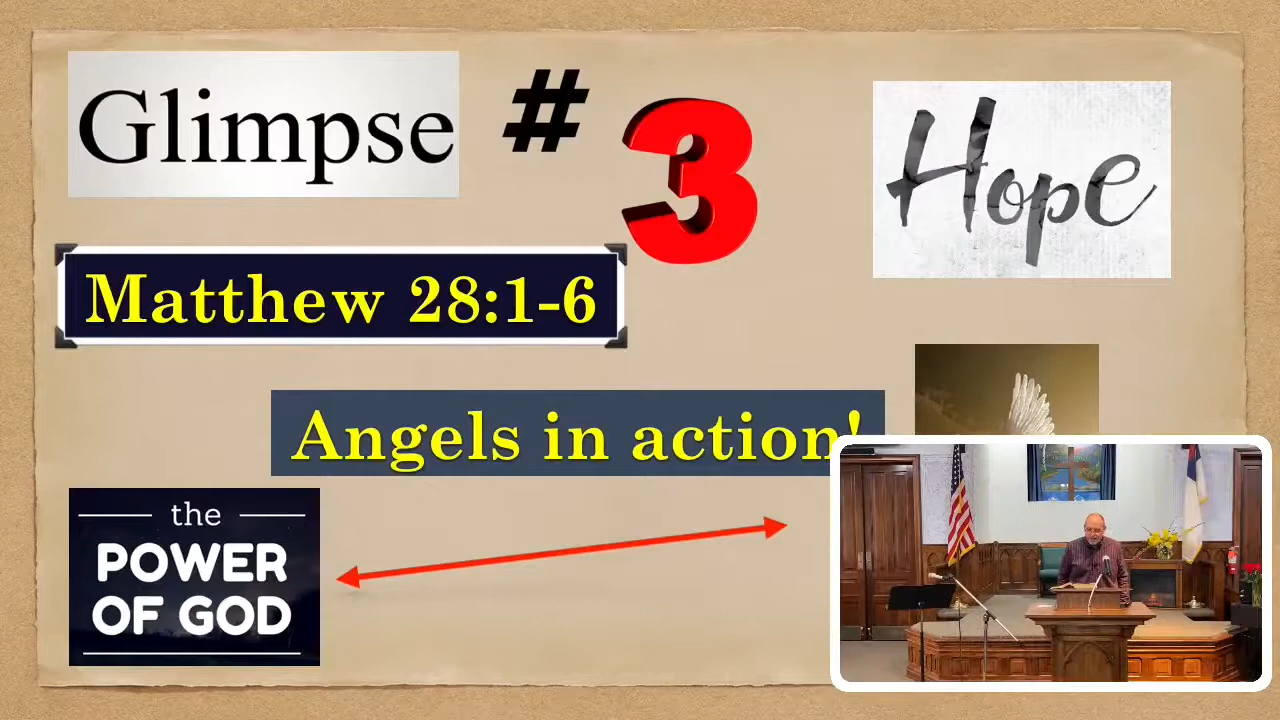 Glimpse # 3
Hope
Matthew 28:1-6
Angels in action!
the
POWER
OF GOD